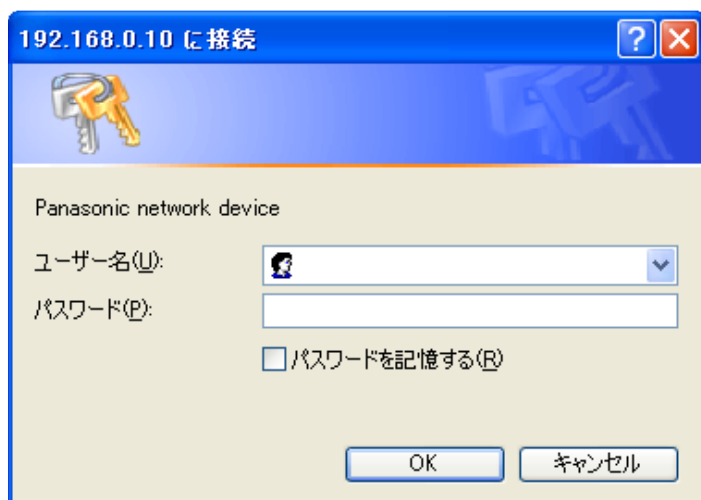 192.168.0.10 に接続
Panasonic network device
ユーザー名(U):
パスワード(P):
パスワードを記憶する(R)
OK
キャンセル